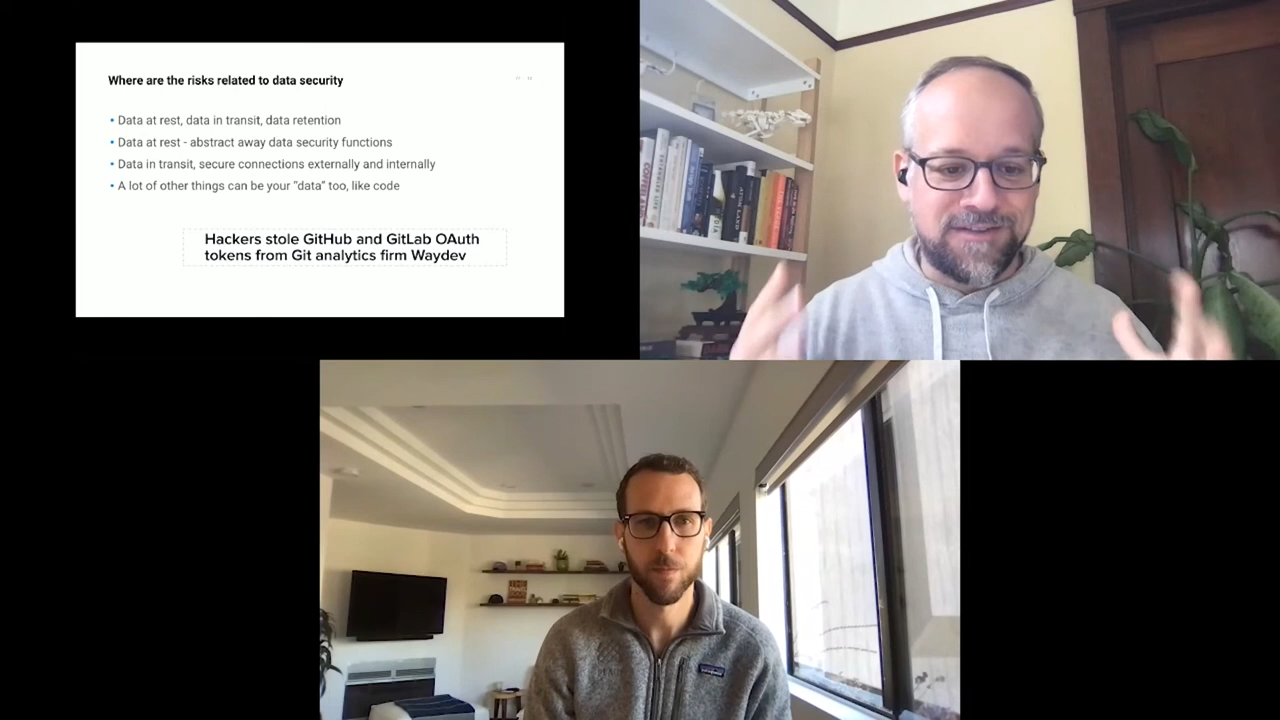 Where are the risks related to data security
• Data at rest, data in transit, data retention
• Data at rest - abstract away data security functions
• Data in transit, secure connections externally and internally
• A lot of other things can be your "data" too, like code
Hackers stole GitHub and GitLab OAuth
tokens from Git analytics firm Waydev
patagonia